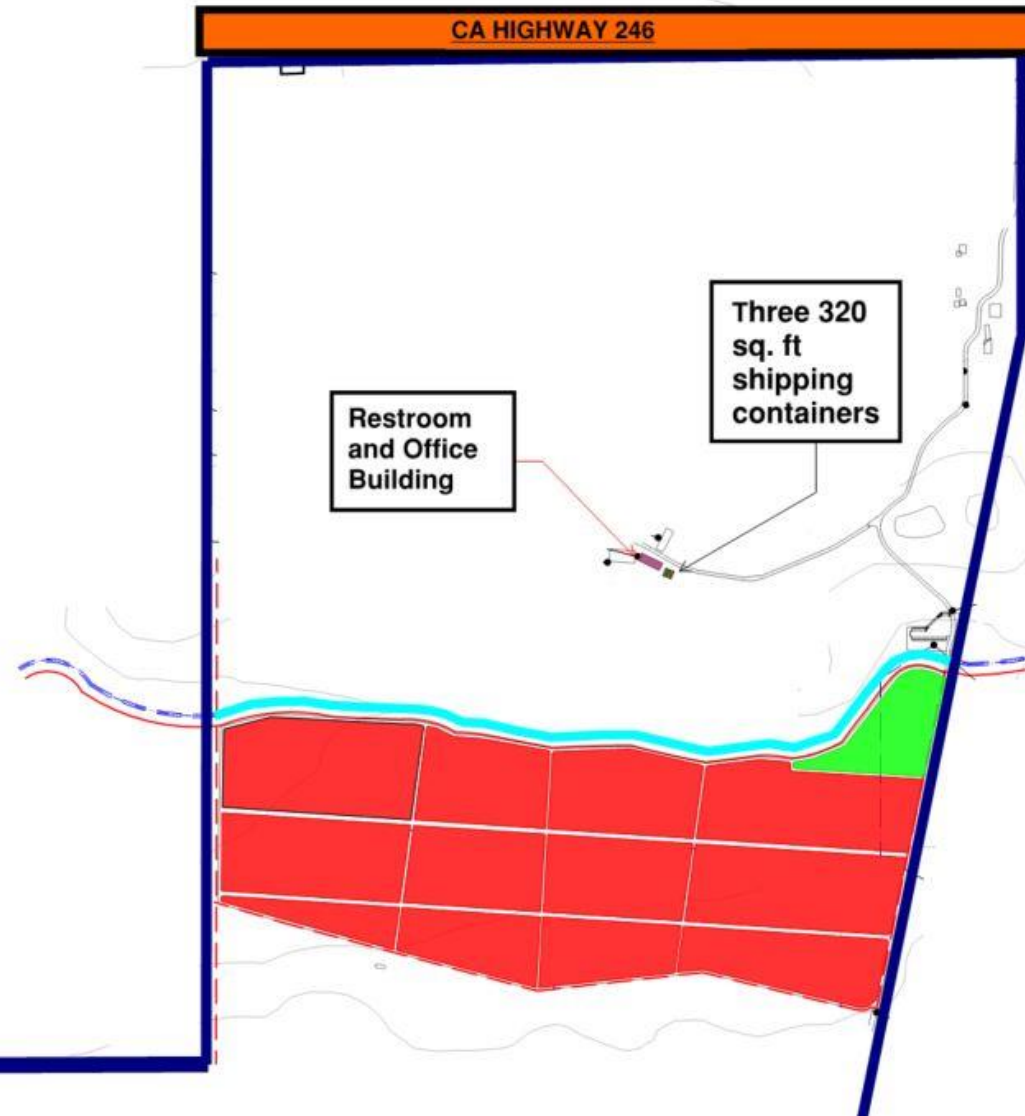 CA HIGHWAY 246
Three 320
sq. ft
shipping
containers
Restroom
and Office
Building